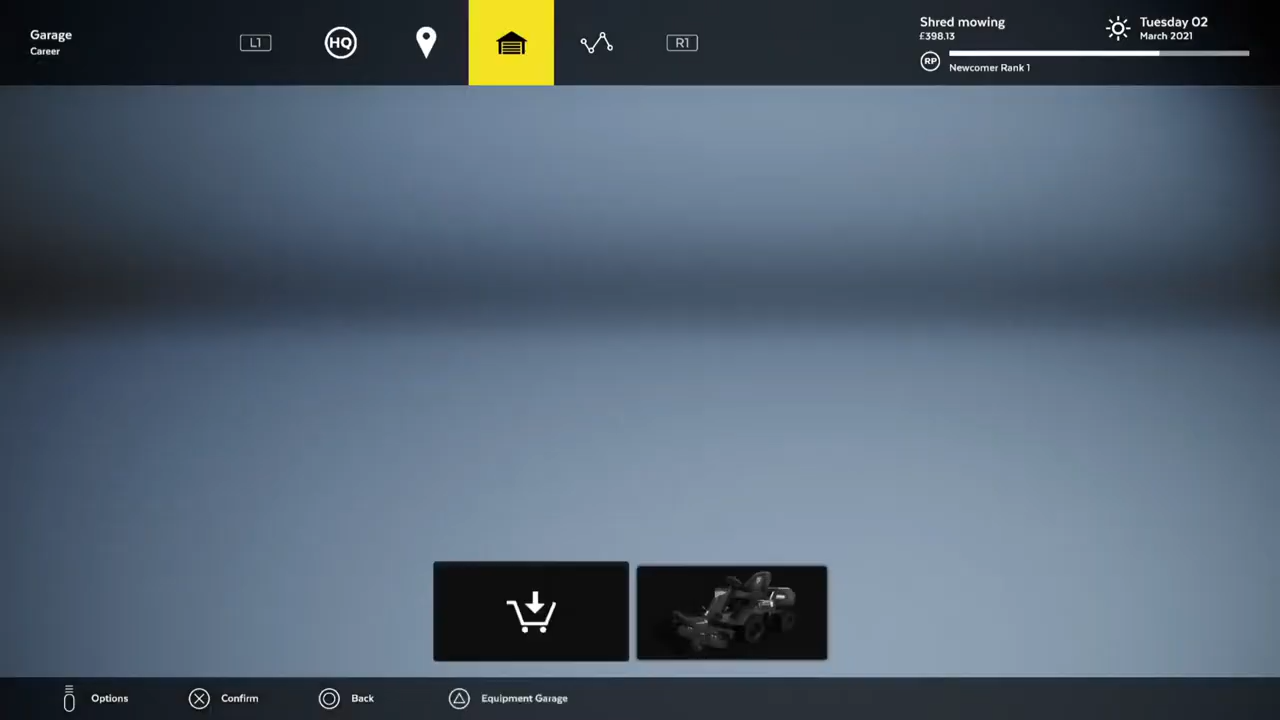 Garage
Career
L1
HQ
R1
Shred mowing
£398.13
RP
Newcomer Rank 1
Tuesday 02
March 2021
Options
Confirm
Back
Equipment Garage